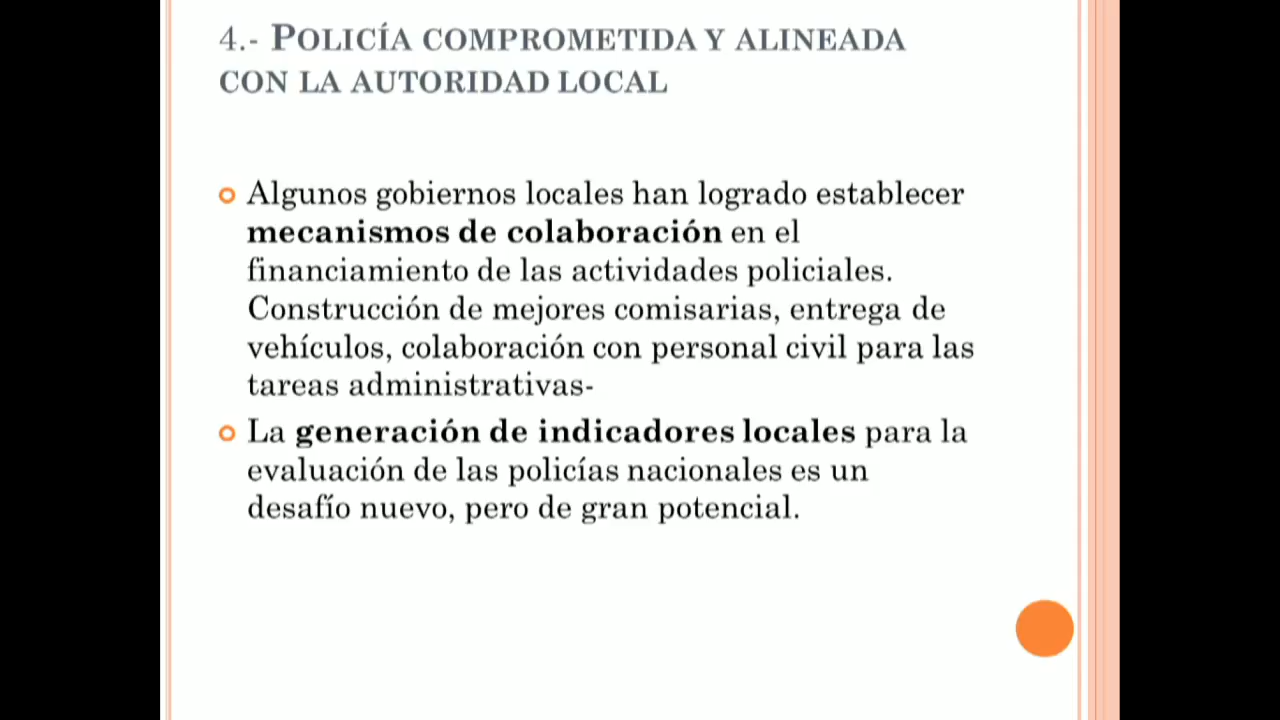 4.- POLICÍA COMPROMETIDA Y ALINEADA
CON LA AUTORIDAD LOCAL
Algunos gobiernos locales han logrado establecer
mecanismos de colaboración en el
financiamiento de las actividades policiales.
Construcción de mejores comisarias, entrega de
vehículos, colaboración con personal civil para las
tareas administrativas-
La generación de indicadores locales para la
evaluación de las policías nacionales es un
desafío nuevo, pero de gran potencial.